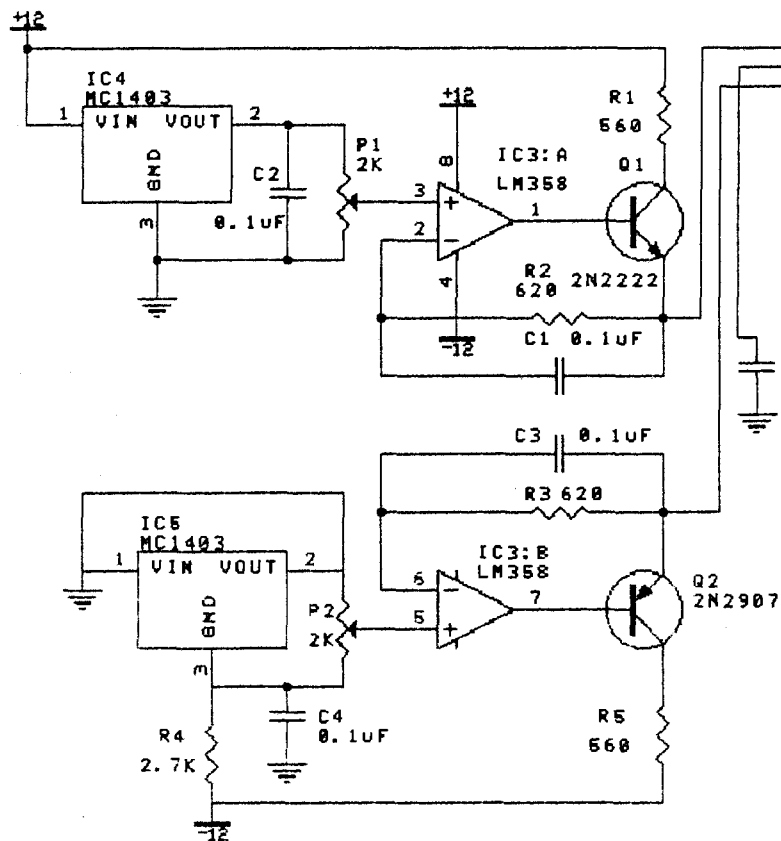 +12
IC4
MC1403
1 VIN VOUT 2
GND
3
C2
0.1uF
P1
2K
+12
8
IC3:A
LM358
3 +
2 −
1
4
-12
R1
560
Q1
2N2222
R2
620
C1 0.1uF
C3 0.1uF
R3 620
IC5
MC1403
1 VIN VOUT 2
GND
3
P2
2K
IC3:B
LM358
6 −
5 +
7
Q2
2N2907
C4
0.1uF
R4
2.7K
R5
560
-12